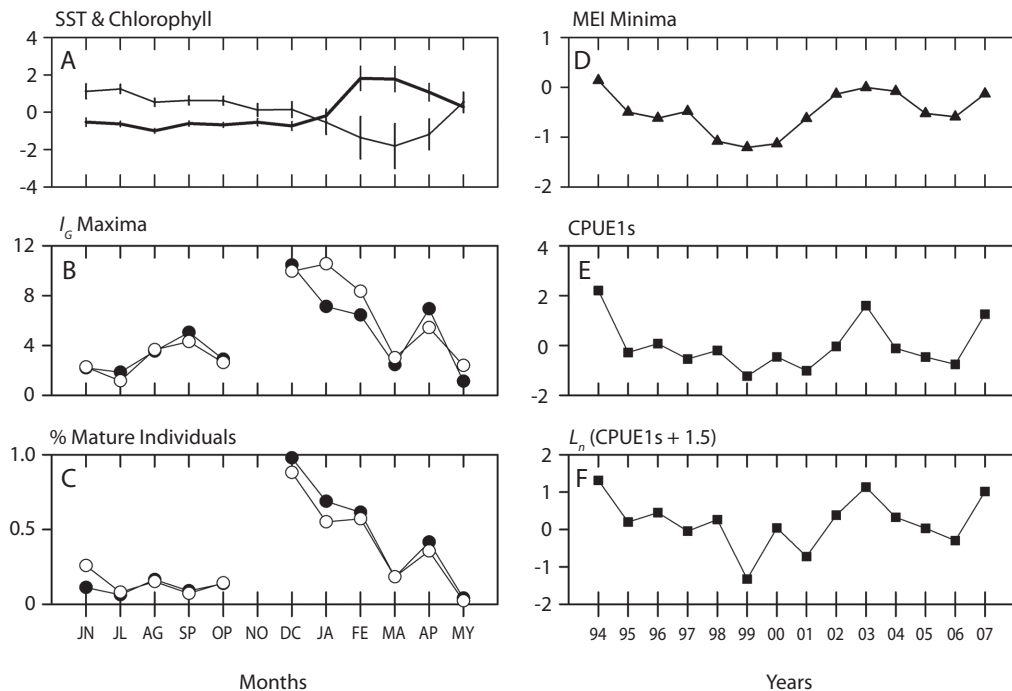 SST & Chlorophyll
4
2
0
-2
-4
A
I_G Maxima
12
8
4
0
B
% Mature Individuals
1.0
0.5
0
C
JN JL AG SP OP NO DC JA FE MA AP MY
Months
MEI Minima
1
0
-1
-2
D
CPUE1s
4
2
0
-2
E
L_n (CPUE1s + 1.5)
2
1
0
-1
-2
F
94 95 96 97 98 99 00 01 02 03 04 05 06 07
Years